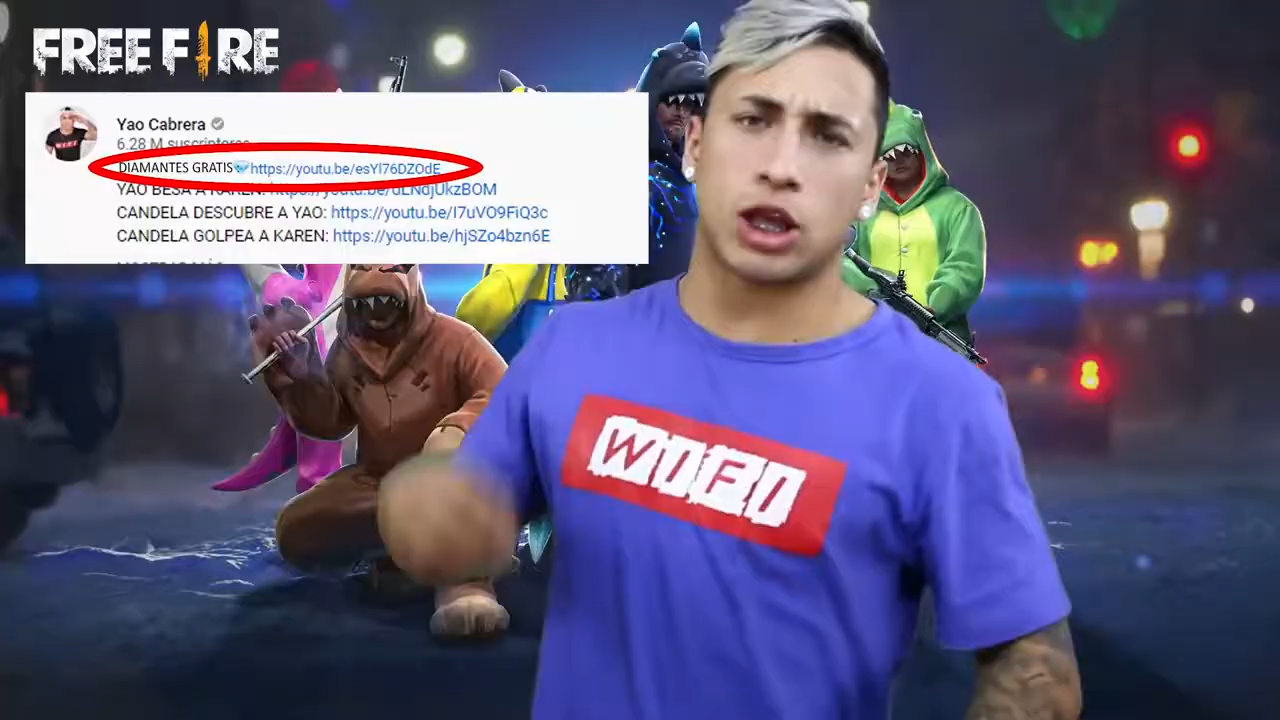 FREE FIRE
Yao Cabrera
6.28 M suscriptores
DIAMANTES GRATIS💎https://youtu.be/esYl76DZOdE
YAO BESA A KAREN: https://youtu.be/uLNdjUkzBOM
CANDELA DESCUBRE A YAO: https://youtu.be/I7uVO9FiQ3c
CANDELA GOLPEA A KAREN: https://youtu.be/hjSZo4bzn6E
WIFI